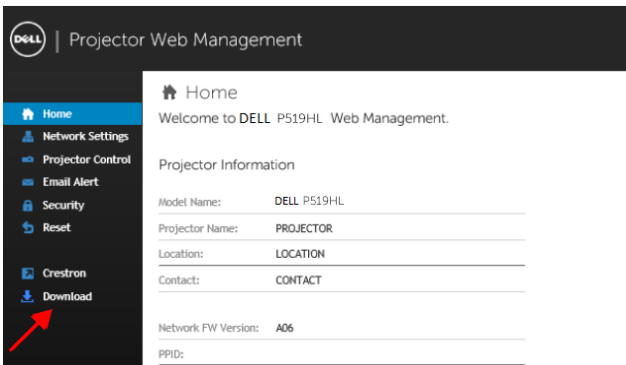 DELL | Projector Web Management
Home
Network Settings
Projector Control
Email Alert
Security
Reset
Crestron
Download
Home
Welcome to DELL P519HL Web Management.
Projector Information
Model Name: DELL P519HL
Projector Name: PROJECTOR
Location: LOCATION
Contact: CONTACT
Network FW Version: A06
PPID: